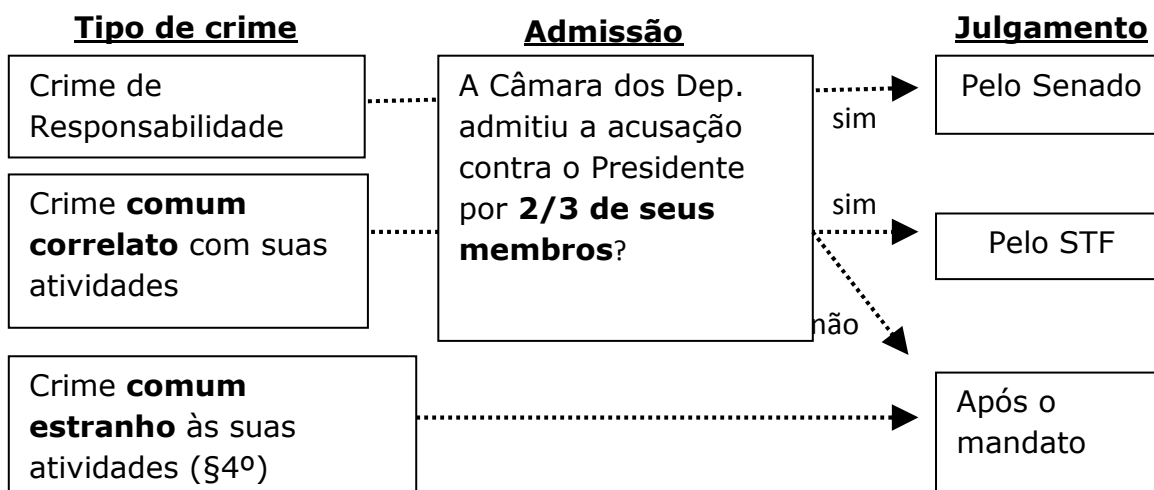 Tipo de crime
Admissão
Julgamento
Crime de
Responsabilidade
A Câmara dos Dep.
admitiu a acusação
contra o Presidente
por 2/3 de seus
membros?
sim
Pelo Senado
Crime comum
correlato com suas
atividades
sim
Pelo STF
não
Crime comum
estranho às suas
atividades (§4º)
Após o
mandato